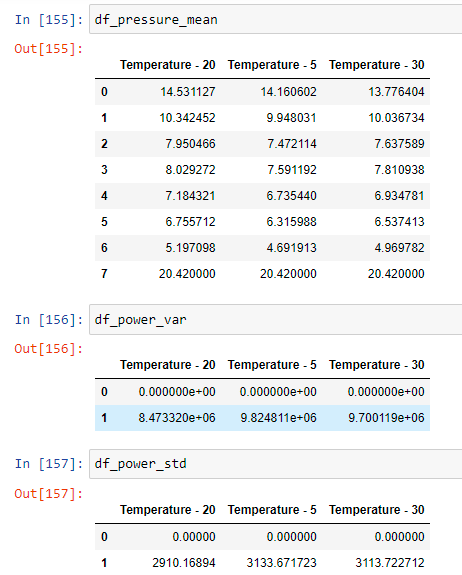 In [155]: df_pressure_mean
Out[155]:
Temperature - 20 Temperature - 5 Temperature - 30
0 14.531127 14.160602 13.776404
1 10.342452 9.948031 10.036734
2 7.950466 7.472114 7.637589
3 8.029272 7.591192 7.810938
4 7.184321 6.735440 6.934781
5 6.755712 6.315988 6.537413
6 5.197098 4.691913 4.969782
7 20.420000 20.420000 20.420000
In [156]: df_power_var
Out[156]:
Temperature - 20 Temperature - 5 Temperature - 30
0 0.000000e+00 0.000000e+00 0.000000e+00
1 8.473320e+06 9.824811e+06 9.700119e+06
In [157]: df_power_std
Out[157]:
Temperature - 20 Temperature - 5 Temperature - 30
0 0.00000 0.000000 0.000000
1 2910.16894 3133.671723 3113.722712